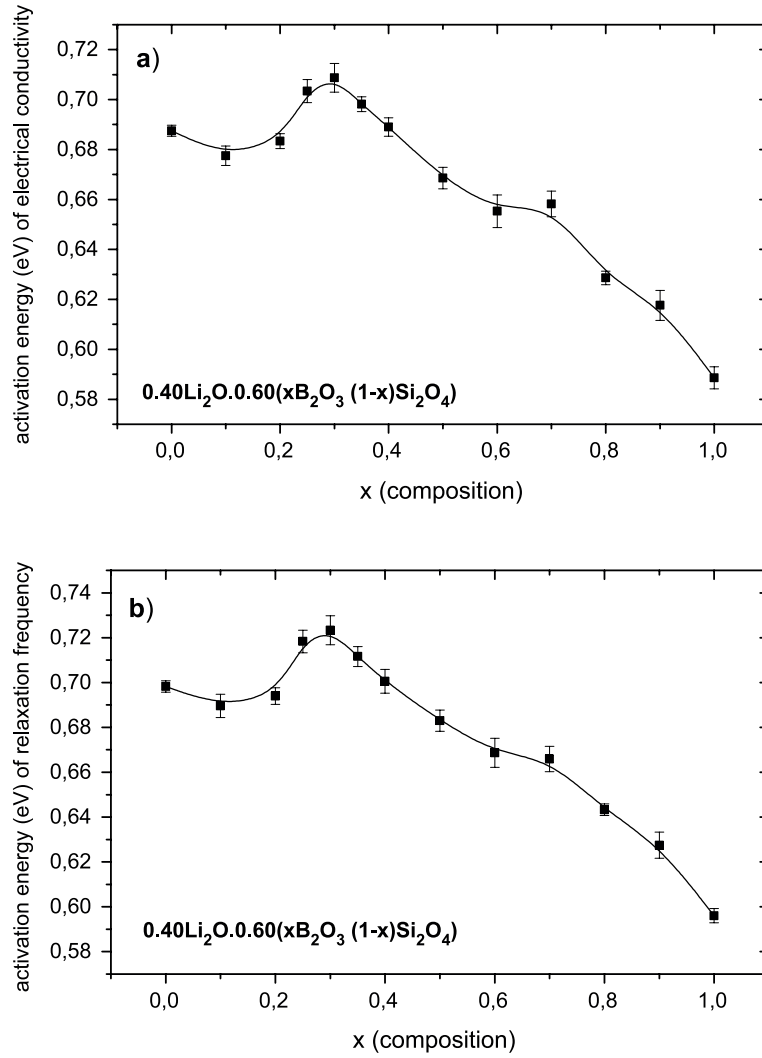 a)
0,72
0,70
0,68
0,66
0,64
0,62
0,60
0,58
activation energy (eV) of electrical conductivity
0.40Li₂O.0.60(xB₂O₃ (1-x)Si₂O₄)
0,0 0,2 0,4 0,6 0,8 1,0
x (composition)
b)
0,74
0,72
0,70
0,68
0,66
0,64
0,62
0,60
0,58
activation energy (eV) of relaxation frequency
0.40Li₂O.0.60(xB₂O₃ (1-x)Si₂O₄)
0,0 0,2 0,4 0,6 0,8 1,0
x (composition)